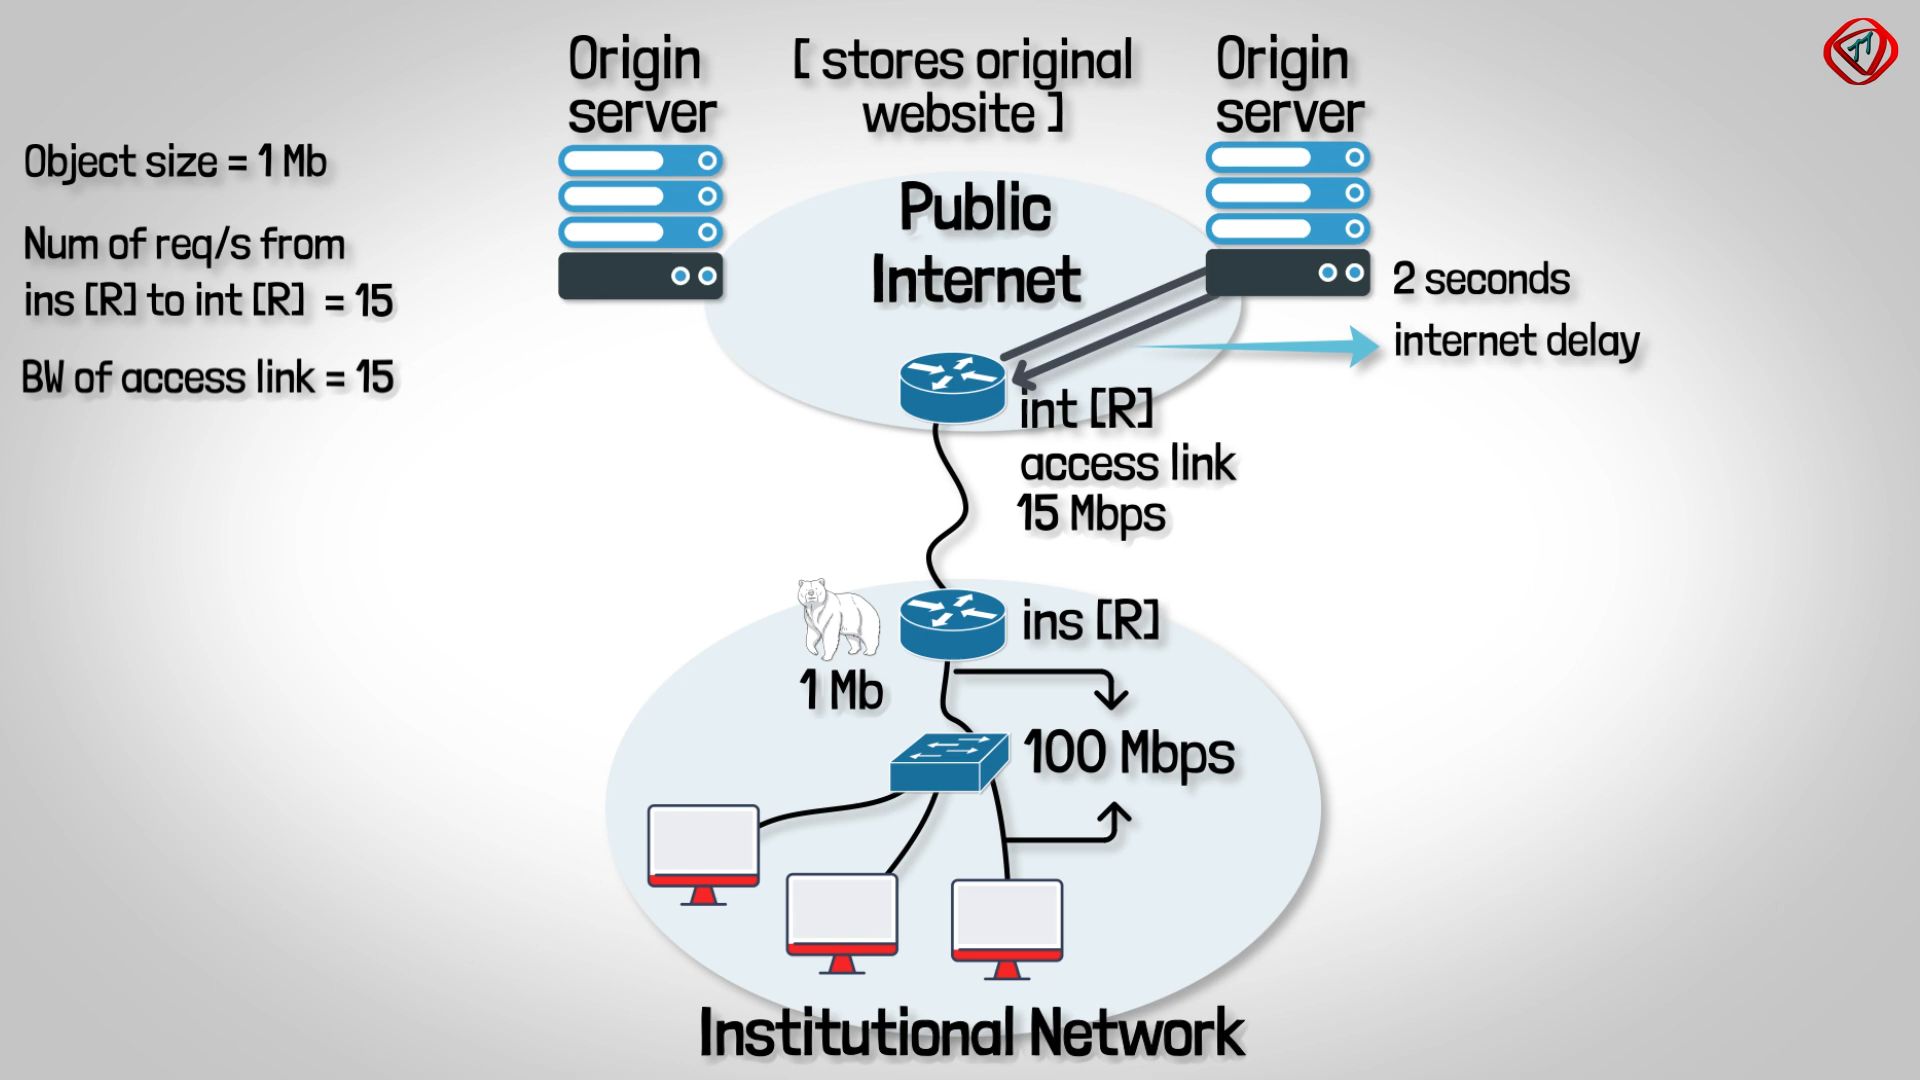 Origin
server
[ stores original
website ]
Origin
server
Object size = 1 Mb
Num of req/s from
ins [R] to int [R] = 15
BW of access link = 15
Public
Internet
2 seconds
internet delay
int [R]
access link
15 Mbps
ins [R]
1 Mb
100 Mbps
Institutional Network